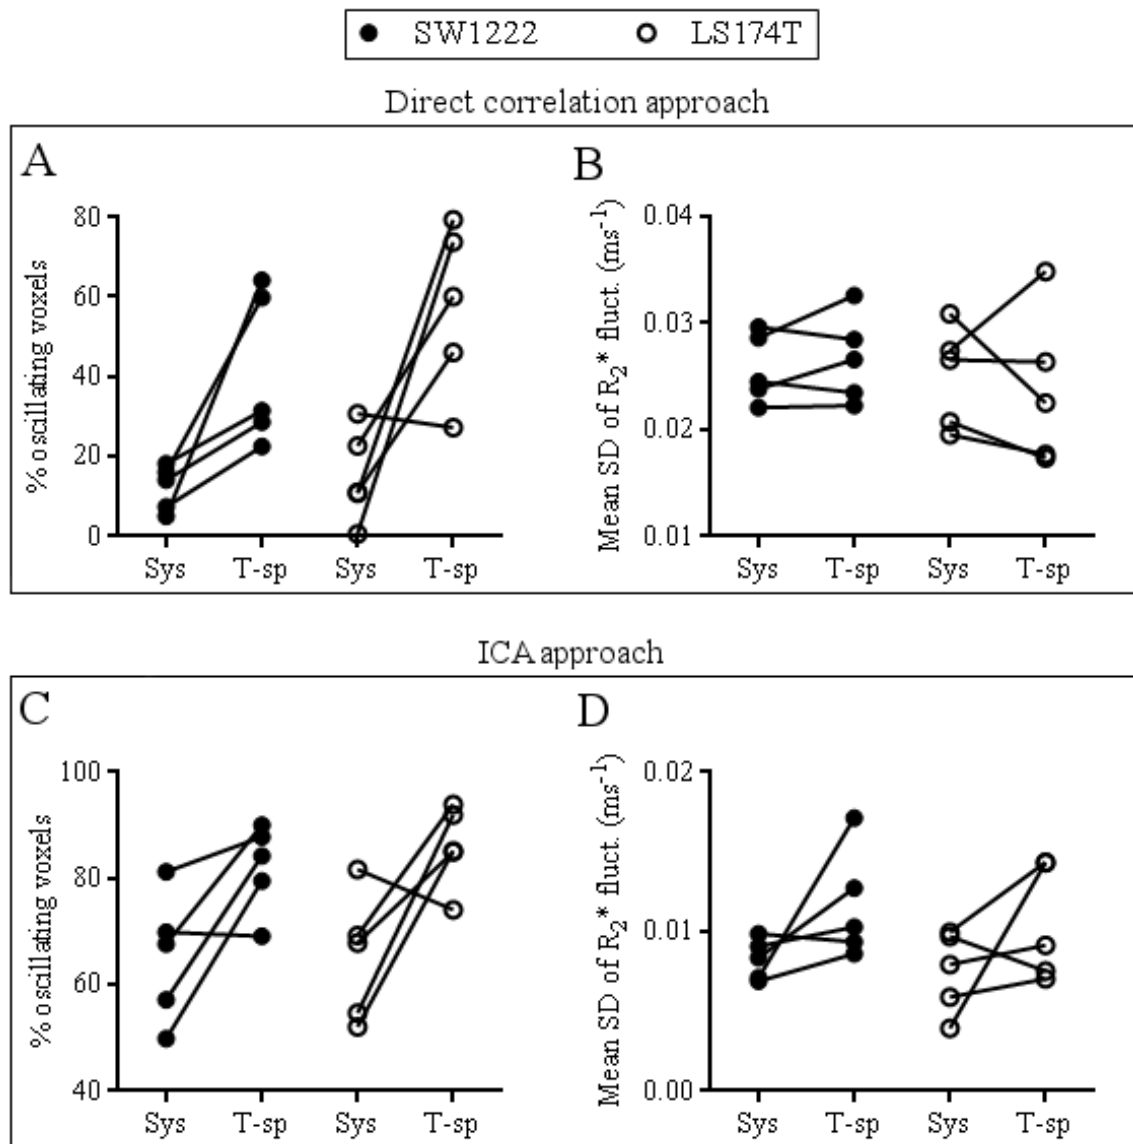 SW1222 LS174T
Direct correlation approach
A
% oscillating voxels
80
60
40
20
0
Sys T-sp Sys T-sp
B
Mean SD of R₂* fluct. (ms⁻¹)
0.04
0.03
0.02
0.01
Sys T-sp Sys T-sp
ICA approach
C
% oscillating voxels
100
80
60
40
Sys T-sp Sys T-sp
D
Mean SD of R₂* fluct. (ms⁻¹)
0.02
0.01
0.00
Sys T-sp Sys T-sp